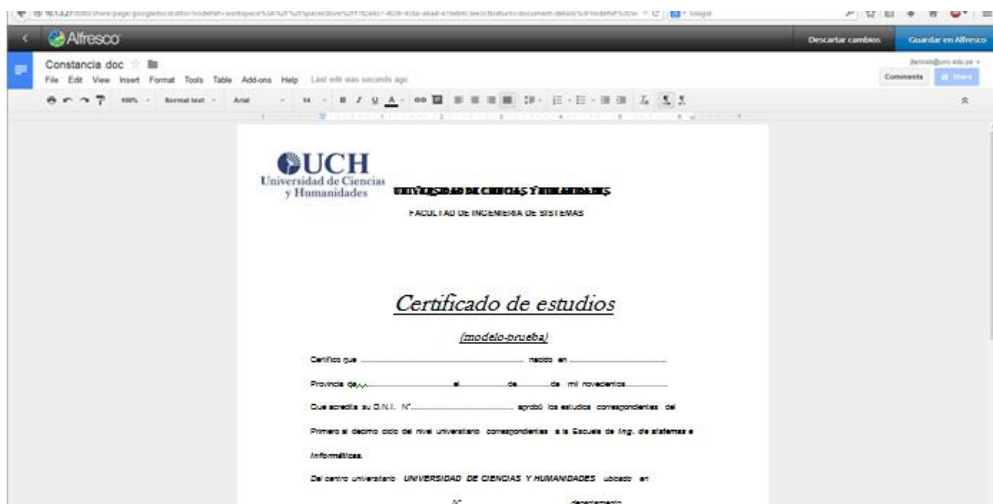 Alfresco
Descartar cambios
Guardar en Alfresco
Constancia doc
File Edit View Insert Format Tools Table Add-ons Help Last edit was seconds ago
Comments
Share
100% Normal text Arial 14 B I U A
UCH
Universidad de Ciencias
y Humanidades
UNIVERSIDAD DE CIENCIAS Y HUMANIDADES
FACULTAD DE INGENIERIA DE SISTEMAS
Certificado de estudios
(modelo-prueba)
Certifico que ........ nacido en ........
Provincia de ........ el ........ de ........ de mil novecientos ........
Que acredita su D.N.I. N° ........ aprobó los estudios correspondientes del
Primero al decimo ciclo del nivel universitario correspondientes a la Escuela de Ing. de sistemas e
Informáticas.
Del centro universitario UNIVERSIDAD DE CIENCIAS Y HUMANIDADES ubicado en
N° departamento